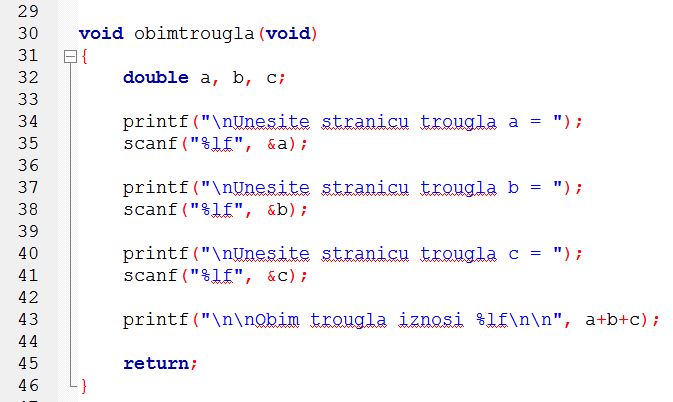 29
30 void obimtrougla(void)
31 {
32 double a, b, c;
33
34 printf("\nUnesite stranicu trougla a = ");
35 scanf("%lf", &a);
36
37 printf("\nUnesite stranicu trougla b = ");
38 scanf("%lf", &b);
39
40 printf("\nUnesite stranicu trougla c = ");
41 scanf("%lf", &c);
42
43 printf("\n\nObim trougla iznosi %lf\n\n", a+b+c);
44
45 return;
46 }